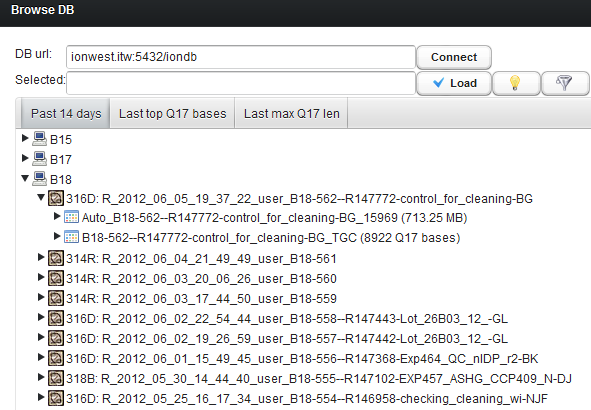 Browse DB
DB url: ionwest.itw:5432/iondb Connect
Selected: Load
Past 14 days Last top Q17 bases Last max Q17 len
B15
B17
B18
316D: R_2012_06_05_19_37_22_user_B18-562--R147772-control_for_cleaning-BG
Auto_B18-562--R147772-control_for_cleaning-BG_15969 (713.25 MB)
B18-562--R147772-control_for_cleaning-BG_TGC (8922 Q17 bases)
314R: R_2012_06_04_21_49_49_user_B18-561
314R: R_2012_06_03_20_06_26_user_B18-560
314R: R_2012_06_03_17_44_50_user_B18-559
316D: R_2012_06_02_22_54_44_user_B18-558--R147443-Lot_26B03_12_-GL
316D: R_2012_06_02_19_26_59_user_B18-557--R147442-Lot_26B03_12_-GL
316D: R_2012_06_01_15_49_45_user_B18-556--R147368-Exp464_QC_nIDP_r2-BK
318B: R_2012_05_30_14_44_40_user_B18-555--R147102-EXP457_ASHG_CCP409_N-DJ
316D: R_2012_05_25_16_17_34_user_B18-554--R146958-checking_cleaning_wi-NJF